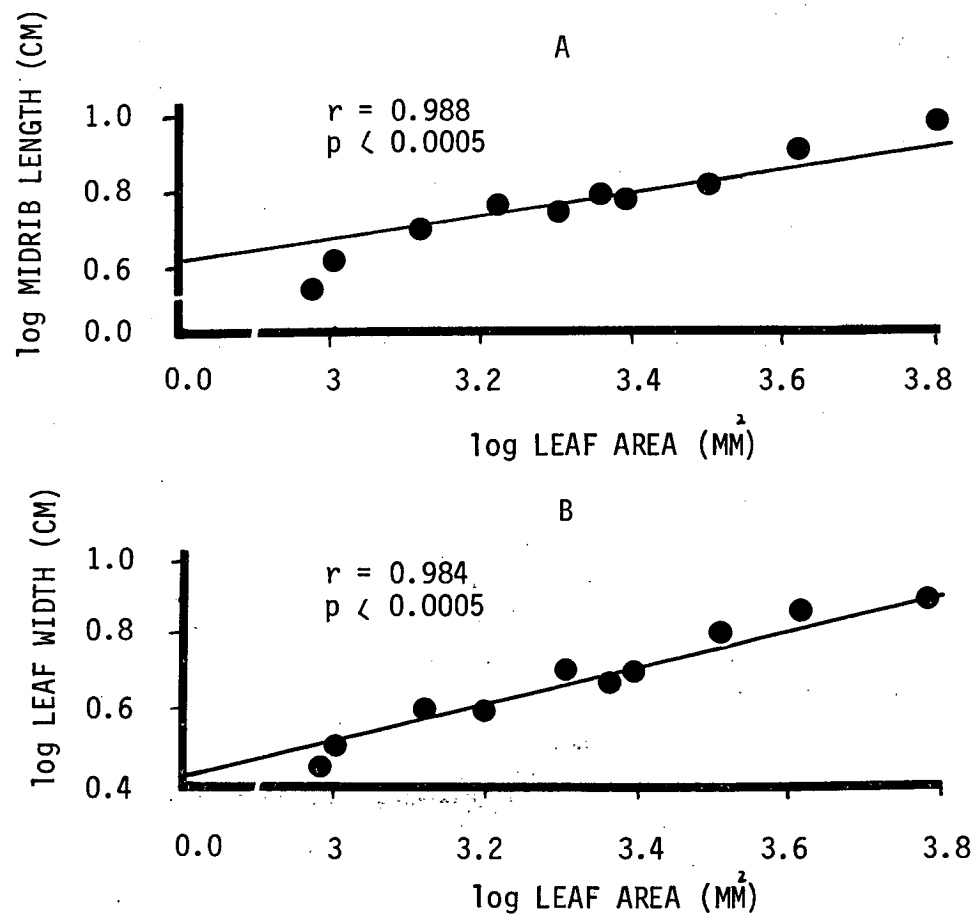 A
log MIDRIB LENGTH (CM)
r = 0.988
p < 0.0005
1.0
0.8
0.6
0.0
0.0 3 3.2 3.4 3.6 3.8
log LEAF AREA (MM²)
B
log LEAF WIDTH (CM)
r = 0.984
p < 0.0005
1.0
0.8
0.6
0.4
0.0 3 3.2 3.4 3.6 3.8
log LEAF AREA (MM²)